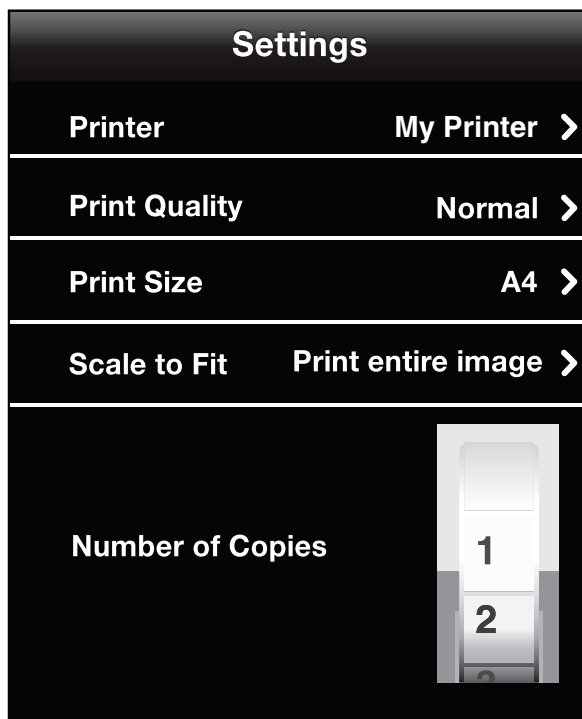 Settings
Printer My Printer
Print Quality Normal
Print Size A4
Scale to Fit Print entire image
Number of Copies
1
2
3